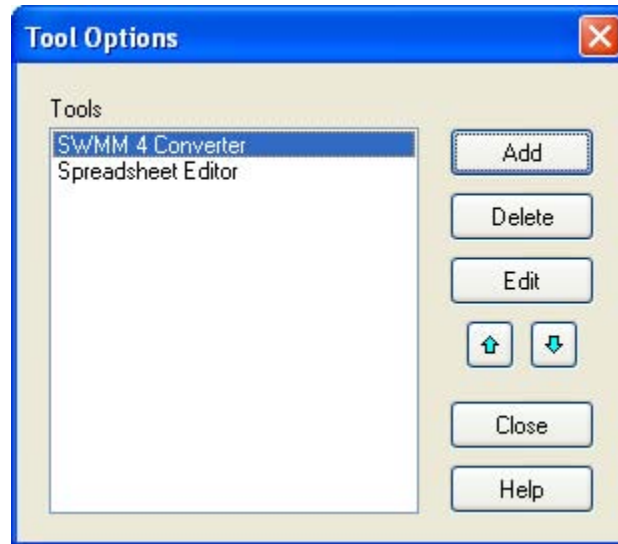 Tool Options
Tools
SWMM 4 Converter
Spreadsheet Editor
Add
Delete
Edit
Close
Help